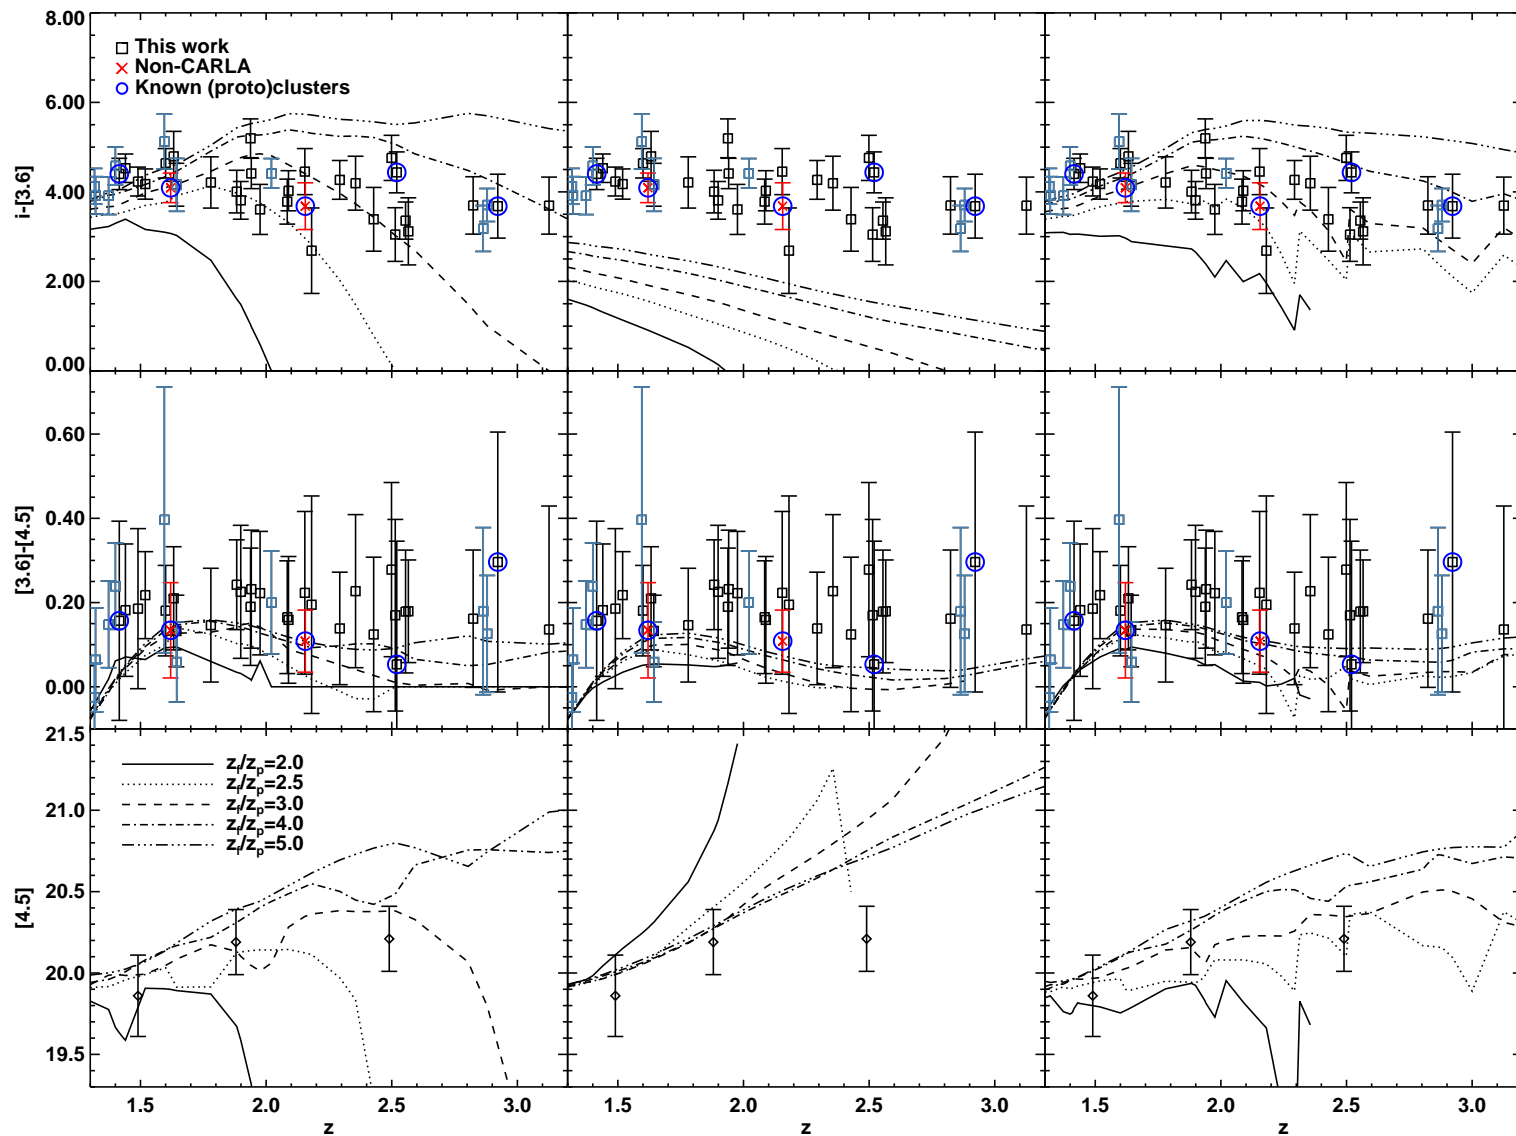 8.00
This work
Non-CARLA
Known (proto)clusters
6.00
i-[3.6]
4.00
2.00
0.00
0.60
[3.6]-[4.5]
0.40
0.20
0.00
21.5
z_f/z_p=2.0
z_f/z_p=2.5
z_f/z_p=3.0
z_f/z_p=4.0
z_f/z_p=5.0
21.0
20.5
[4.5]
20.0
19.5
1.5 2.0 2.5 3.0 1.5 2.0 2.5 3.0 1.5 2.0 2.5 3.0
z z z